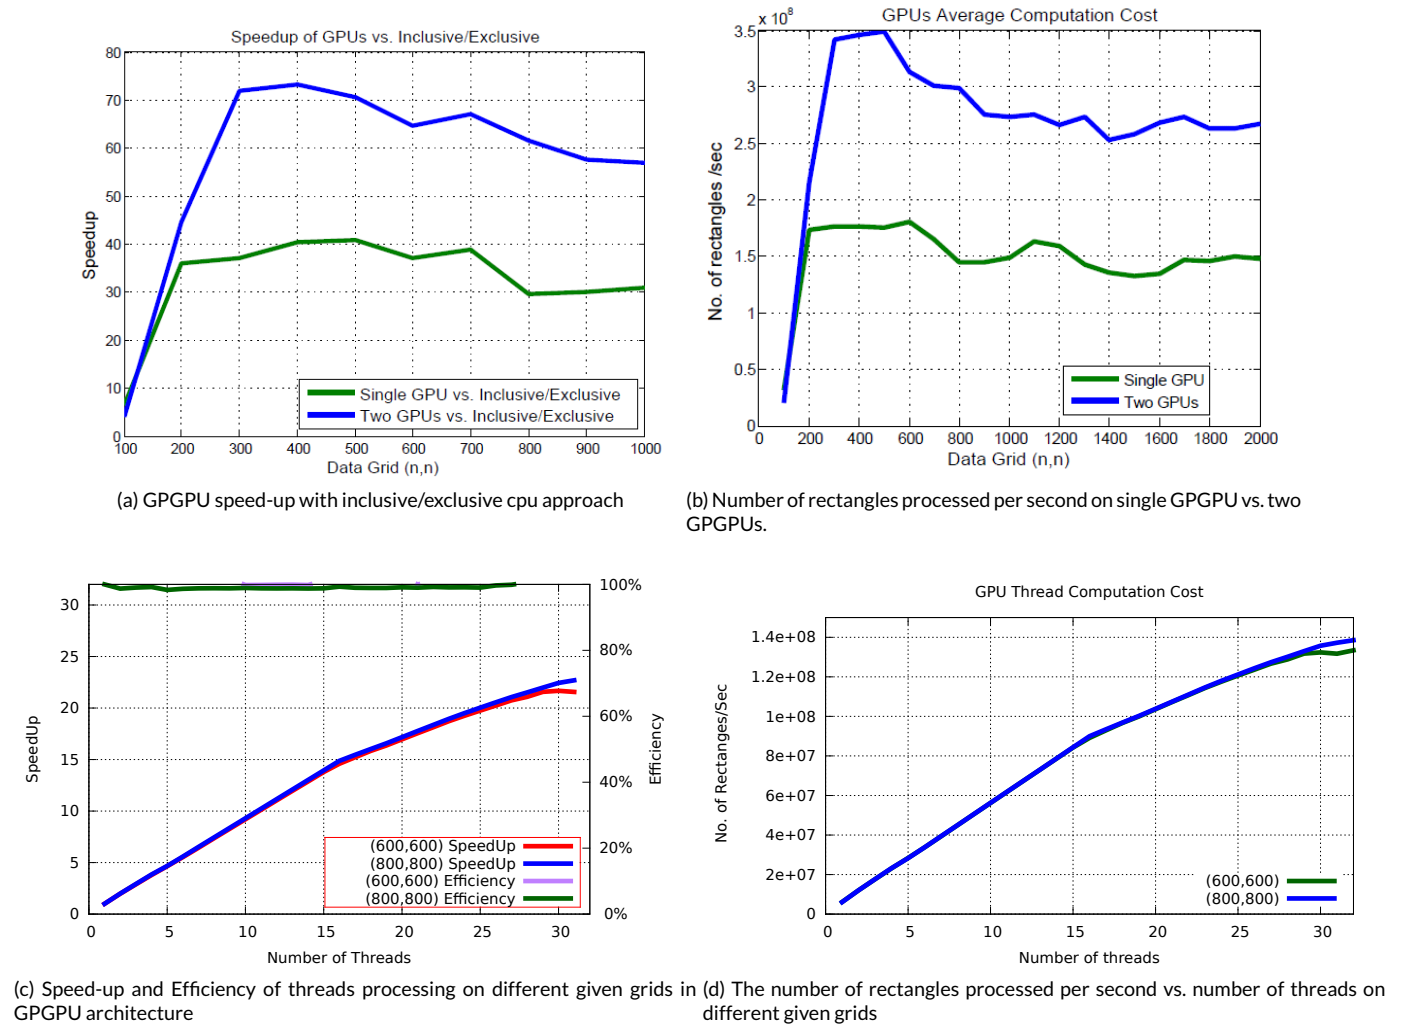 Speedup of GPUs vs. Inclusive/Exclusive
80
70
60
50
40
30
20
10
0
Speedup
100 200 300 400 500 600 700 800 900 1000
Data Grid (n,n)
Single GPU vs. Inclusive/Exclusive
Two GPUs vs. Inclusive/Exclusive
(a) GPGPU speed-up with inclusive/exclusive cpu approach
GPUs Average Computation Cost
x 10^8
3.5
3
2.5
2
1.5
1
0.5
0
No. of rectangles /sec
0 200 400 600 800 1000 1200 1400 1600 1800 2000
Data Grid (n,n)
Single GPU
Two GPUs
(b) Number of rectangles processed per second on single GPGPU vs. two
GPGPUs.
30
25
20
15
10
5
0
SpeedUp
100%
80%
60%
40%
20%
0%
Efficiency
0 5 10 15 20 25 30
Number of Threads
(600,600) SpeedUp
(800,800) SpeedUp
(600,600) Efficiency
(800,800) Efficiency
(c) Speed-up and Efficiency of threads processing on different given grids in
GPGPU architecture
GPU Thread Computation Cost
1.4e+08
1.2e+08
1e+08
8e+07
6e+07
4e+07
2e+07
0
No. of Rectanges/Sec
0 5 10 15 20 25 30
Number of threads
(600,600)
(800,800)
(d) The number of rectangles processed per second vs. number of threads on
different given grids